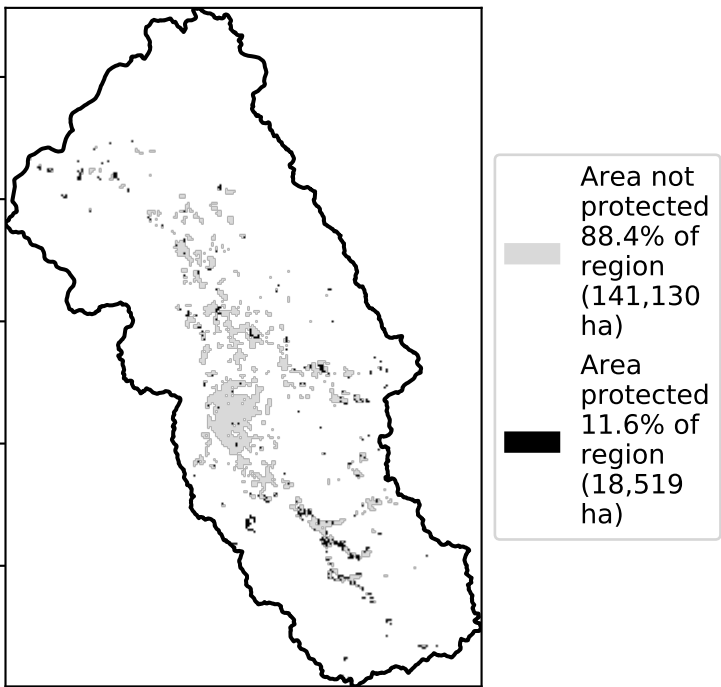 Area not
protected
88.4% of
region
(141,130
ha)
Area
protected
11.6% of
region
(18,519
ha)